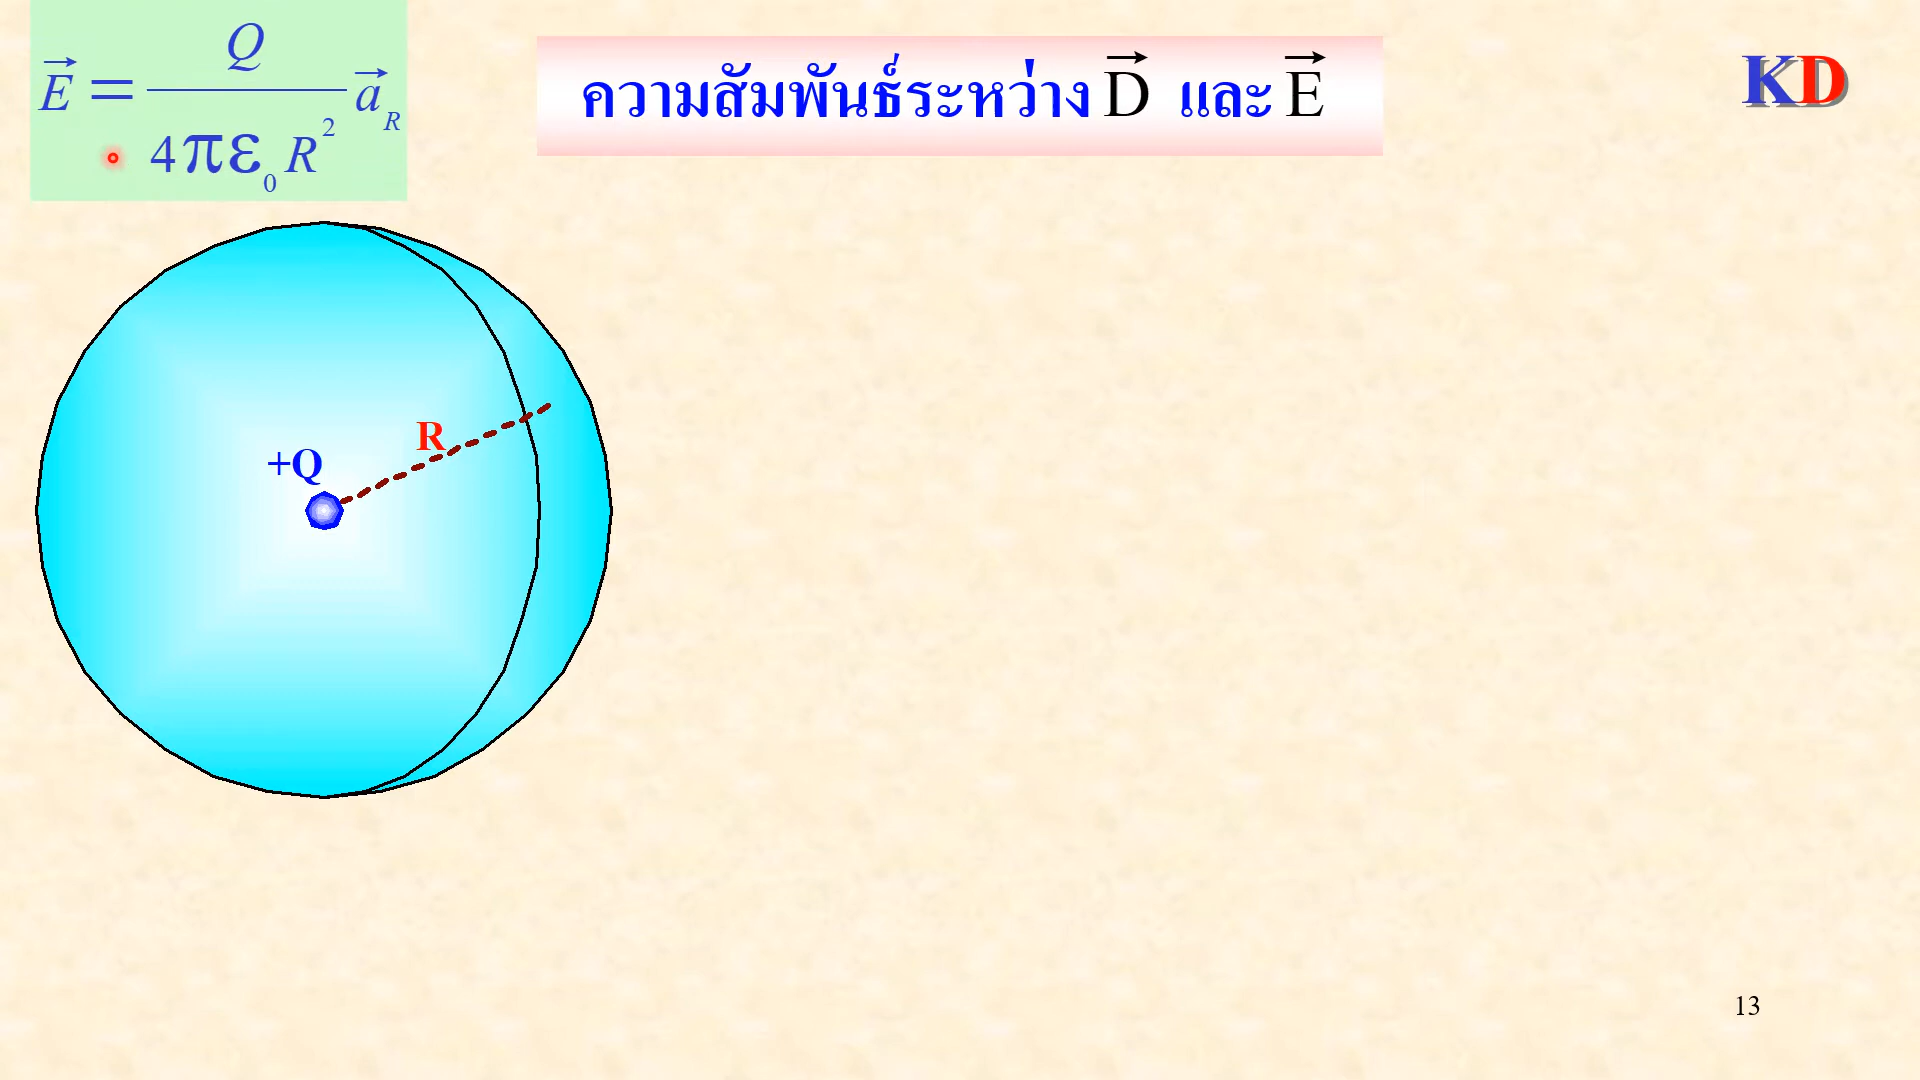 E⃗ = Q / 4πε₀R² a⃗_R
ความสัมพันธ์ระหว่าง D⃗ และ E⃗
KD
R
+Q
13